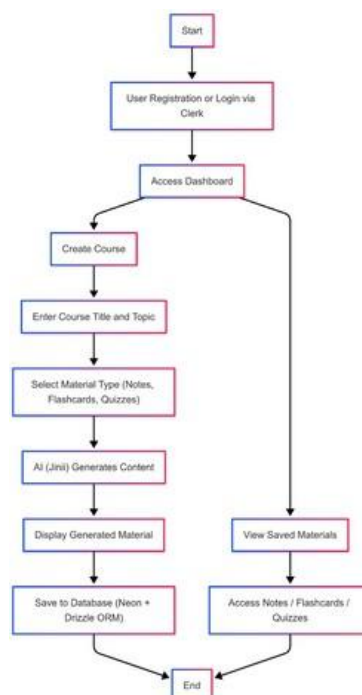 Start
User Registration or Login via
Clerk
Access Dashboard
Create Course
Enter Course Title and Topic
Select Material Type (Notes,
Flashcards, Quizzes)
AI (Jinii) Generates Content
Display Generated Material
View Saved Materials
Save to Database (Neon +
Drizzle ORM)
Access Notes / Flashcards /
Quizzes
End